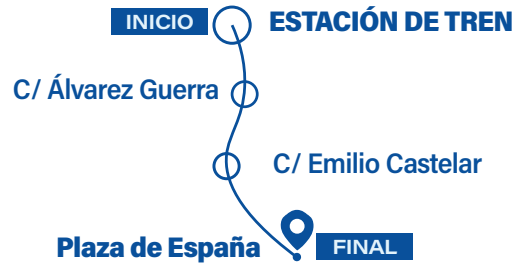 INICIO ESTACIÓN DE TREN
C/ Álvarez Guerra
C/ Emilio Castelar
Plaza de España FINAL